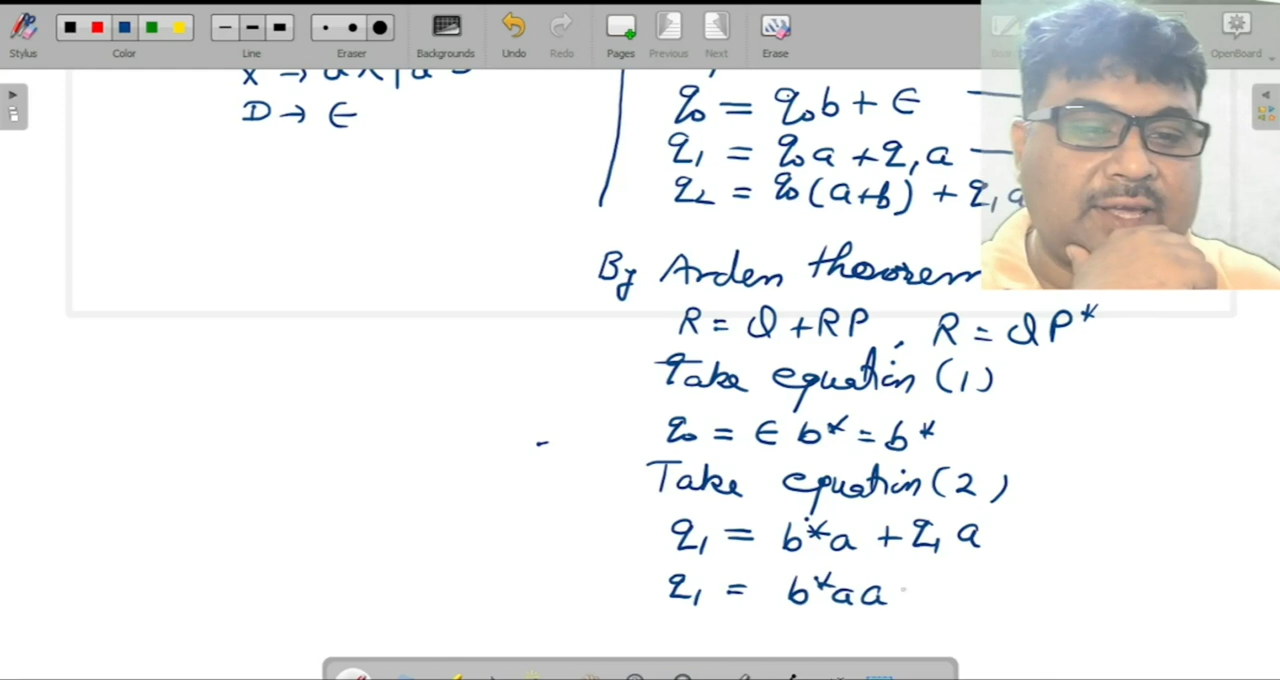 Stylus Color Line Eraser Backgrounds Undo Redo Pages Previous Next Erase OpenBoard
D → ∈
q₀ = q₀b + ∈
q₁ = q₀a + q₁a
q₂ = q₀(a+b) + q₁a
By Arden theorem
R = Q + RP, R = QP*
Take equation (1)
q₀ = ∈ b* = b*
Take equation (2)
q₁ = b*a + q₁ a
q₁ = b*aa